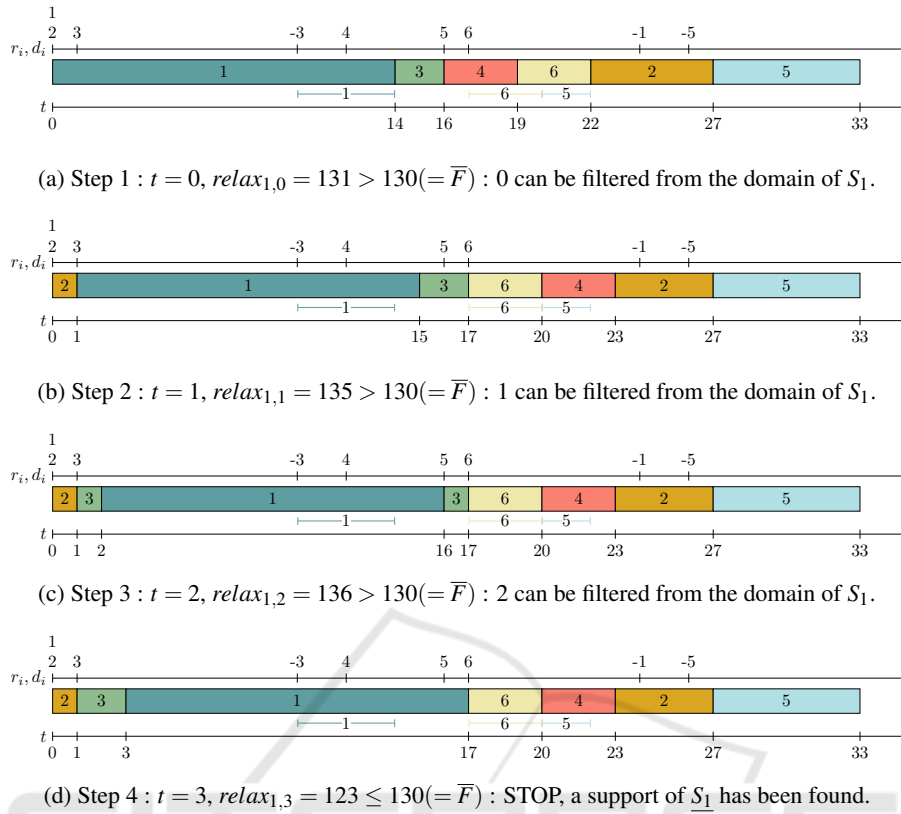 1
2 3 -3 4 5 6 -1 -5
r_i, d_i
1 3 4 6 2 5
1 6 5
t
0 14 16 19 22 27 33
(a) Step 1 : t = 0, relax_{1,0} = 131 > 130(= \overline{F}) : 0 can be filtered from the domain of S_1.
1
2 3 -3 4 5 6 -1 -5
r_i, d_i
2 1 3 6 4 2 5
1 6 5
t
0 1 15 17 20 23 27 33
(b) Step 2 : t = 1, relax_{1,1} = 135 > 130(= \overline{F}) : 1 can be filtered from the domain of S_1.
1
2 3 -3 4 5 6 -1 -5
r_i, d_i
2 3 1 3 6 4 2 5
1 6 5
t
0 1 2 16 17 20 23 27 33
(c) Step 3 : t = 2, relax_{1,2} = 136 > 130(= \overline{F}) : 2 can be filtered from the domain of S_1.
1
2 3 -3 4 5 6 -1 -5
r_i, d_i
2 3 1 6 4 2 5
1 6 5
t
0 1 3 17 20 23 27 33
(d) Step 4 : t = 3, relax_{1,3} = 123 ≤ 130(= \overline{F}) : STOP, a support of \underline{S_1} has been found.